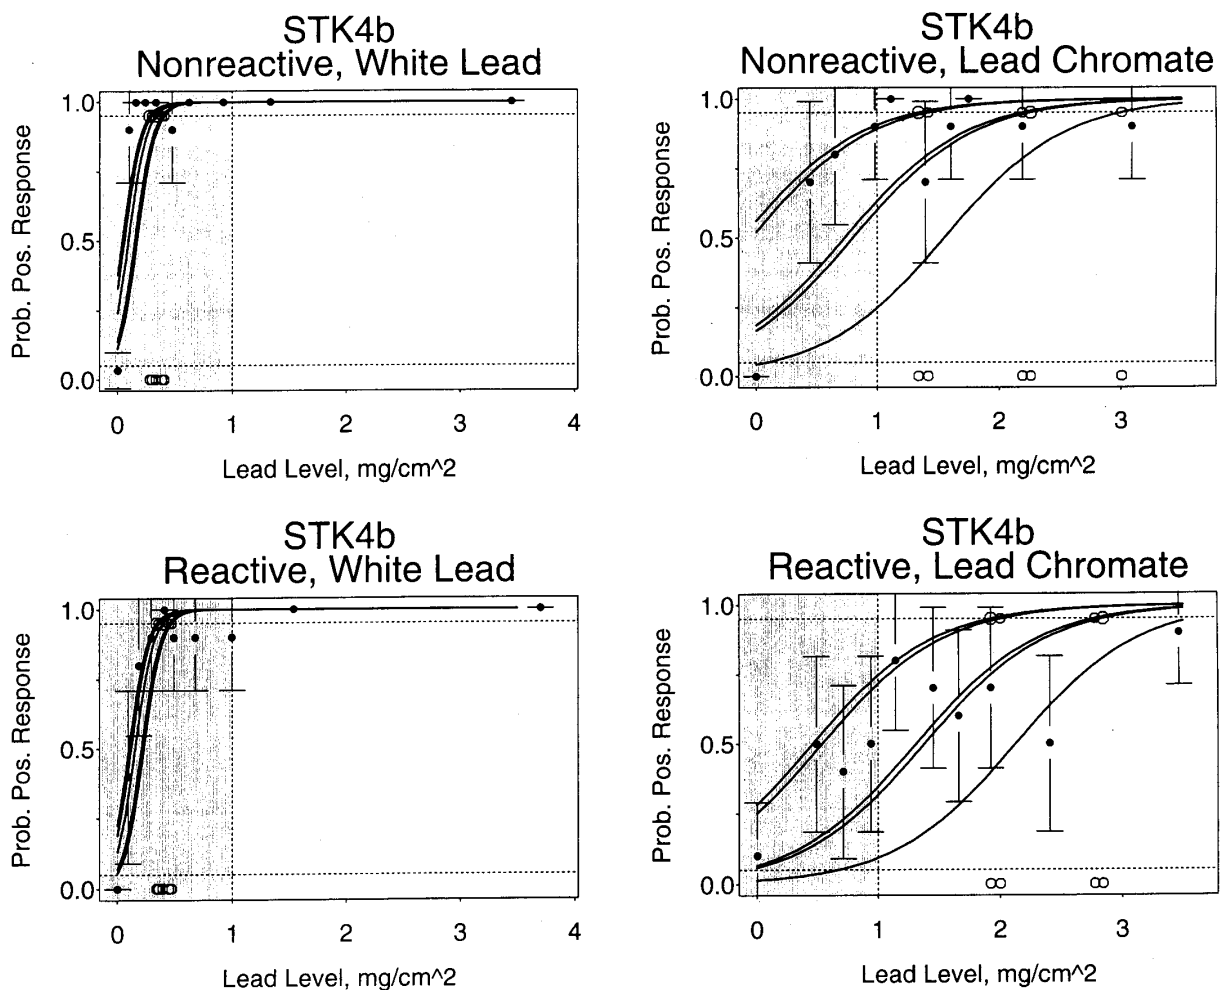 STK4b
Nonreactive, White Lead
Prob. Pos. Response
1.0
0.5
0.0
0 1 2 3 4
Lead Level, mg/cm^2
STK4b
Nonreactive, Lead Chromate
Prob. Pos. Response
1.0
0.5
0.0
0 1 2 3
Lead Level, mg/cm^2
STK4b
Reactive, White Lead
Prob. Pos. Response
1.0
0.5
0.0
0 1 2 3 4
Lead Level, mg/cm^2
STK4b
Reactive, Lead Chromate
Prob. Pos. Response
1.0
0.5
0.0
0 1 2 3
Lead Level, mg/cm^2